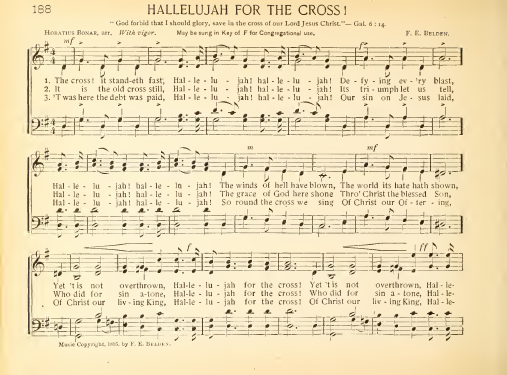 188
HALLELUJAH FOR THE CROSS!
"God forbid that I should glory, save in the cross of our Lord Jesus Christ."— Gal. 6:14.
HORATIUS BONAR, arr. With vigor. May be sung in Key of F for Congregational use. F. E. BELDEN.
mf
1. The cross! it stand-eth fast, Hal-le-lu-jah! hal-le-lu-jah! De-fy-ing ev-'ry blast,
2. It is the old cross still, Hal-le-lu-jah! hal-le-lu-jah! Its tri-umph let us tell,
3. 'Twas here the debt was paid, Hal-le-lu-jah! hal-le-lu-jah! Our sin on Je-sus laid,
m mf
Hal-le-lu-jah! hal-le-lu-jah! The winds of hell have blown, The world its hate hath shown,
Hal-le-lu-jah! hal-le-lu-jah! The grace of God here shone Thro' Christ the blessed Son,
Hal-le-lu-jah! hal-le-lu-jah! So round the cross we sing Of Christ our Of-fer-ing,
f ff
Yet 'tis not overthrown, Hal-le-lu-jah for the cross! Yet 'tis not overthrown, Hal-le-
Who did for sin a-tone, Hal-le-lu-jah for the cross! Who did for sin a-tone, Hal-le-
Of Christ our liv-ing King, Hal-le-lu-jah for the cross! Of Christ our liv-ing King, Hal-le-
Music Copyright, by F. E. BELDEN.